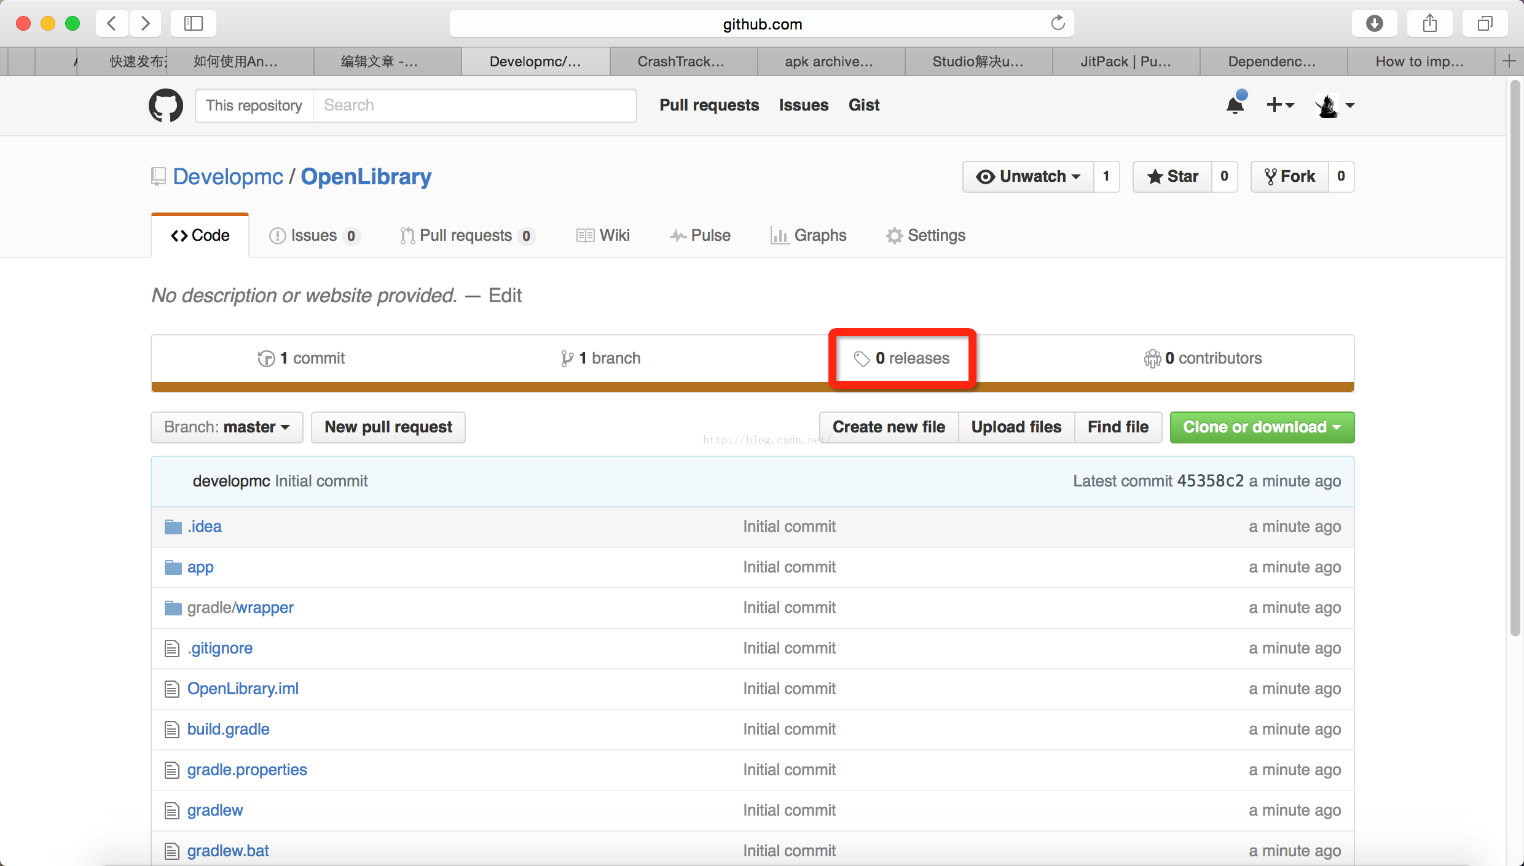 github.com
快速发布开
如何使用An...
编辑文章 -...
Developmc/...
CrashTrack...
apk archive...
Studio解决u...
JitPack | Pu...
Dependenc...
How to imp...
This repository Search
Pull requests Issues Gist
Developmc / OpenLibrary
Unwatch 1
Star 0
Fork 0
Code
Issues 0
Pull requests 0
Wiki
Pulse
Graphs
Settings
No description or website provided. — Edit
1 commit
1 branch
0 releases
0 contributors
Branch: master
New pull request
Create new file
Upload files
Find file
Clone or download
http://blog.csdn.net/
developmc Initial commit Latest commit 45358c2 a minute ago
.idea Initial commit a minute ago
app Initial commit a minute ago
gradle/wrapper Initial commit a minute ago
.gitignore Initial commit a minute ago
OpenLibrary.iml Initial commit a minute ago
build.gradle Initial commit a minute ago
gradle.properties Initial commit a minute ago
gradlew Initial commit a minute ago
gradlew.bat Initial commit a minute ago